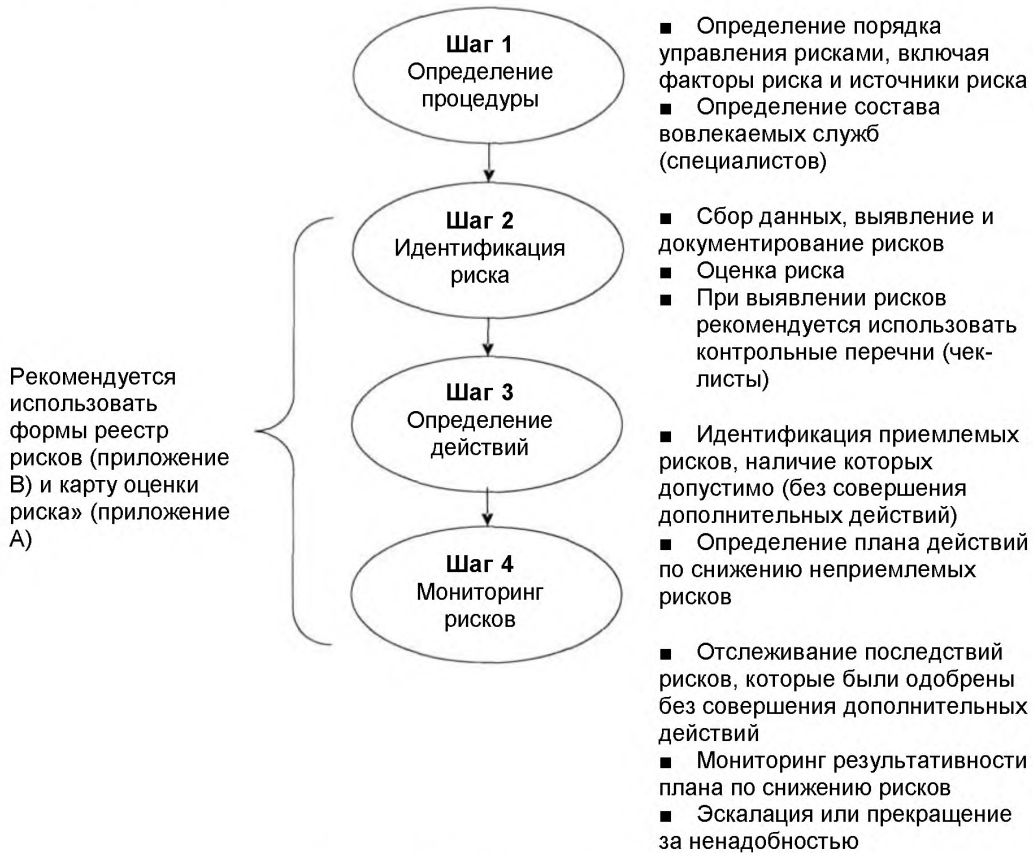 Шаг 1
Определение
процедуры
■ Определение порядка
управления рисками, включая
факторы риска и источники риска
■ Определение состава
вовлекаемых служб
(специалистов)
Шаг 2
Идентификация
риска
■ Сбор данных, выявление и
документирование рисков
■ Оценка риска
■ При выявлении рисков
рекомендуется использовать
контрольные перечни (чек-
листы)
Рекомендуется
использовать
формы реестр
рисков (приложение
В) и карту оценки
риска» (приложение
А)
Шаг 3
Определение
действий
■ Идентификация приемлемых
рисков, наличие которых
допустимо (без совершения
дополнительных действий)
■ Определение плана действий
по снижению неприемлемых
рисков
Шаг 4
Мониторинг
рисков
■ Отслеживание последствий
рисков, которые были одобрены
без совершения дополнительных
действий
■ Мониторинг результативности
плана по снижению рисков
■ Эскалация или прекращение
за ненадобностью